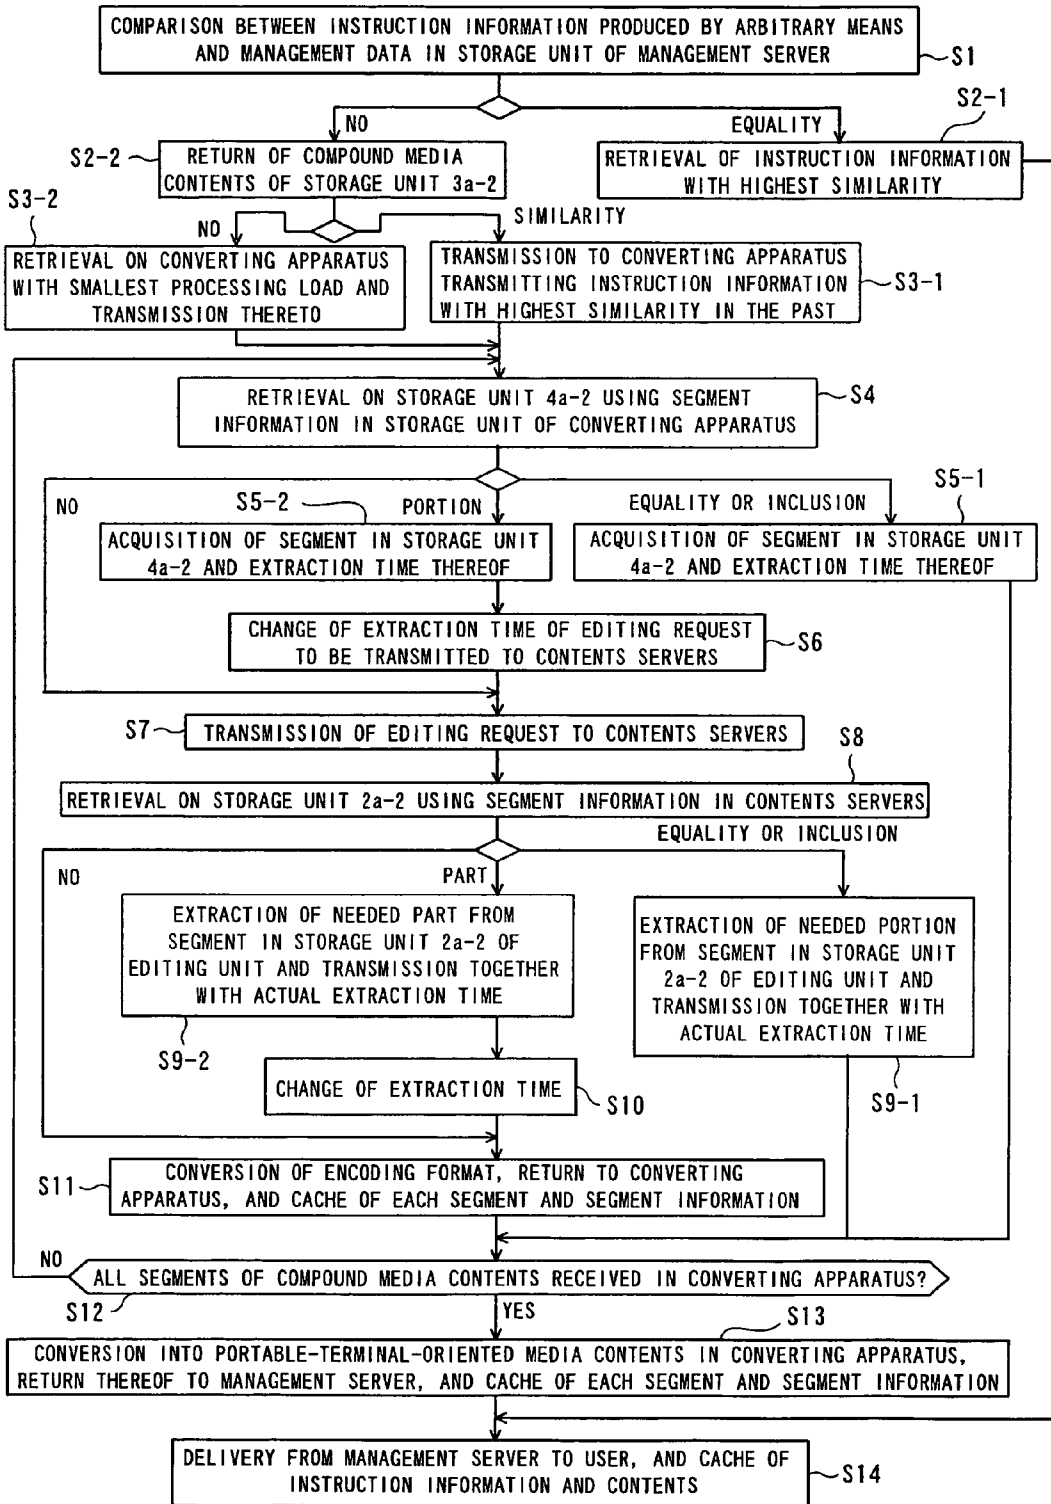 COMPARISON BETWEEN INSTRUCTION INFORMATION PRODUCED BY ARBITRARY MEANS
AND MANAGEMENT DATA IN STORAGE UNIT OF MANAGEMENT SERVER
S1
NO
EQUALITY
S2-1
S2-2
RETURN OF COMPOUND MEDIA
CONTENTS OF STORAGE UNIT 3a-2
RETRIEVAL OF INSTRUCTION INFORMATION
WITH HIGHEST SIMILARITY
S3-2
NO
SIMILARITY
RETRIEVAL ON CONVERTING APPARATUS
WITH SMALLEST PROCESSING LOAD AND
TRANSMISSION THERETO
TRANSMISSION TO CONVERTING APPARATUS
TRANSMITTING INSTRUCTION INFORMATION
WITH HIGHEST SIMILARITY IN THE PAST
S3-1
RETRIEVAL ON STORAGE UNIT 4a-2 USING SEGMENT
INFORMATION IN STORAGE UNIT OF CONVERTING APPARATUS
S4
NO
S5-2
PORTION
EQUALITY OR INCLUSION
S5-1
ACQUISITION OF SEGMENT IN STORAGE UNIT
4a-2 AND EXTRACTION TIME THEREOF
ACQUISITION OF SEGMENT IN STORAGE UNIT
4a-2 AND EXTRACTION TIME THEREOF
CHANGE OF EXTRACTION TIME OF EDITING REQUEST
TO BE TRANSMITTED TO CONTENTS SERVERS
S6
S7
TRANSMISSION OF EDITING REQUEST TO CONTENTS SERVERS
S8
RETRIEVAL ON STORAGE UNIT 2a-2 USING SEGMENT INFORMATION IN CONTENTS SERVERS
EQUALITY OR INCLUSION
NO
PART
EXTRACTION OF NEEDED PART FROM
SEGMENT IN STORAGE UNIT 2a-2 OF
EDITING UNIT AND TRANSMISSION TOGETHER
WITH ACTUAL EXTRACTION TIME
EXTRACTION OF NEEDED PORTION
FROM SEGMENT IN STORAGE UNIT
2a-2 OF EDITING UNIT AND
TRANSMISSION TOGETHER WITH
ACTUAL EXTRACTION TIME
S9-2
CHANGE OF EXTRACTION TIME
S10
S9-1
S11
CONVERSION OF ENCODING FORMAT, RETURN TO CONVERTING
APPARATUS, AND CACHE OF EACH SEGMENT AND SEGMENT INFORMATION
NO
ALL SEGMENTS OF COMPOUND MEDIA CONTENTS RECEIVED IN CONVERTING APPARATUS?
S12
YES
S13
CONVERSION INTO PORTABLE-TERMINAL-ORIENTED MEDIA CONTENTS IN CONVERTING APPARATUS,
RETURN THEREOF TO MANAGEMENT SERVER, AND CACHE OF EACH SEGMENT AND SEGMENT INFORMATION
DELIVERY FROM MANAGEMENT SERVER TO USER, AND CACHE OF
INSTRUCTION INFORMATION AND CONTENTS
S14